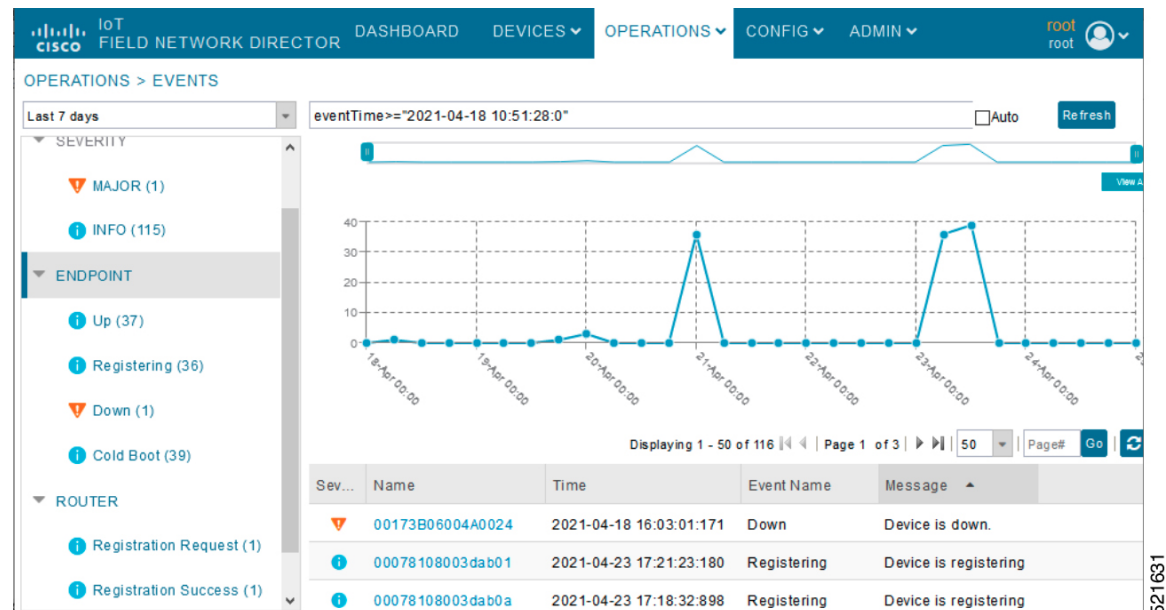 IoT
CISCO FIELD NETWORK DIRECTOR DASHBOARD DEVICES OPERATIONS CONFIG ADMIN root
root
OPERATIONS > EVENTS
Last 7 days eventTime>="2021-04-18 10:51:28:0" Auto Refresh
SEVERITY
MAJOR (1)
INFO (115)
ENDPOINT
Up (37)
Registering (36)
Down (1)
Cold Boot (39)
ROUTER
Registration Request (1)
Registration Success (1)
View A
40
30
20
10
0
18-Apr 00:00
19-Apr 00:00
20-Apr 00:00
21-Apr 00:00
22-Apr 00:00
23-Apr 00:00
24-Apr 00:00
Displaying 1 - 50 of 116 | Page 1 of 3 | 50 | Page# Go |
Sev... Name Time Event Name Message
00173B06004A0024 2021-04-18 16:03:01:171 Down Device is down.
00078108003dab01 2021-04-23 17:21:23:180 Registering Device is registering
00078108003dab0a 2021-04-23 17:18:32:898 Registering Device is registering
521631